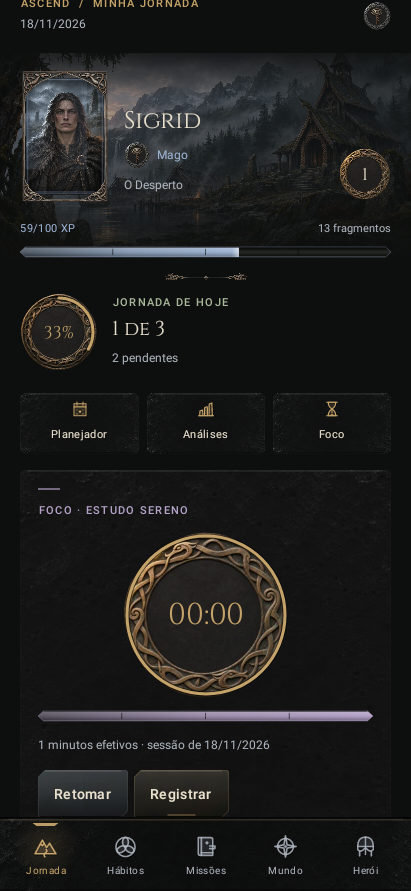 ASCEND / MINHA JORNADA
18/11/2026
Sigrid
Mago
O Desperto
1
59/100 XP
13 fragmentos
33%
JORNADA DE HOJE
1 DE 3
2 pendentes
Planejador
Análises
Foco
FOCO · ESTUDO SERENO
00:00
1 minutos efetivos · sessão de 18/11/2026
Retomar
Registrar
Jornada
Hábitos
Missões
Mundo
Herói